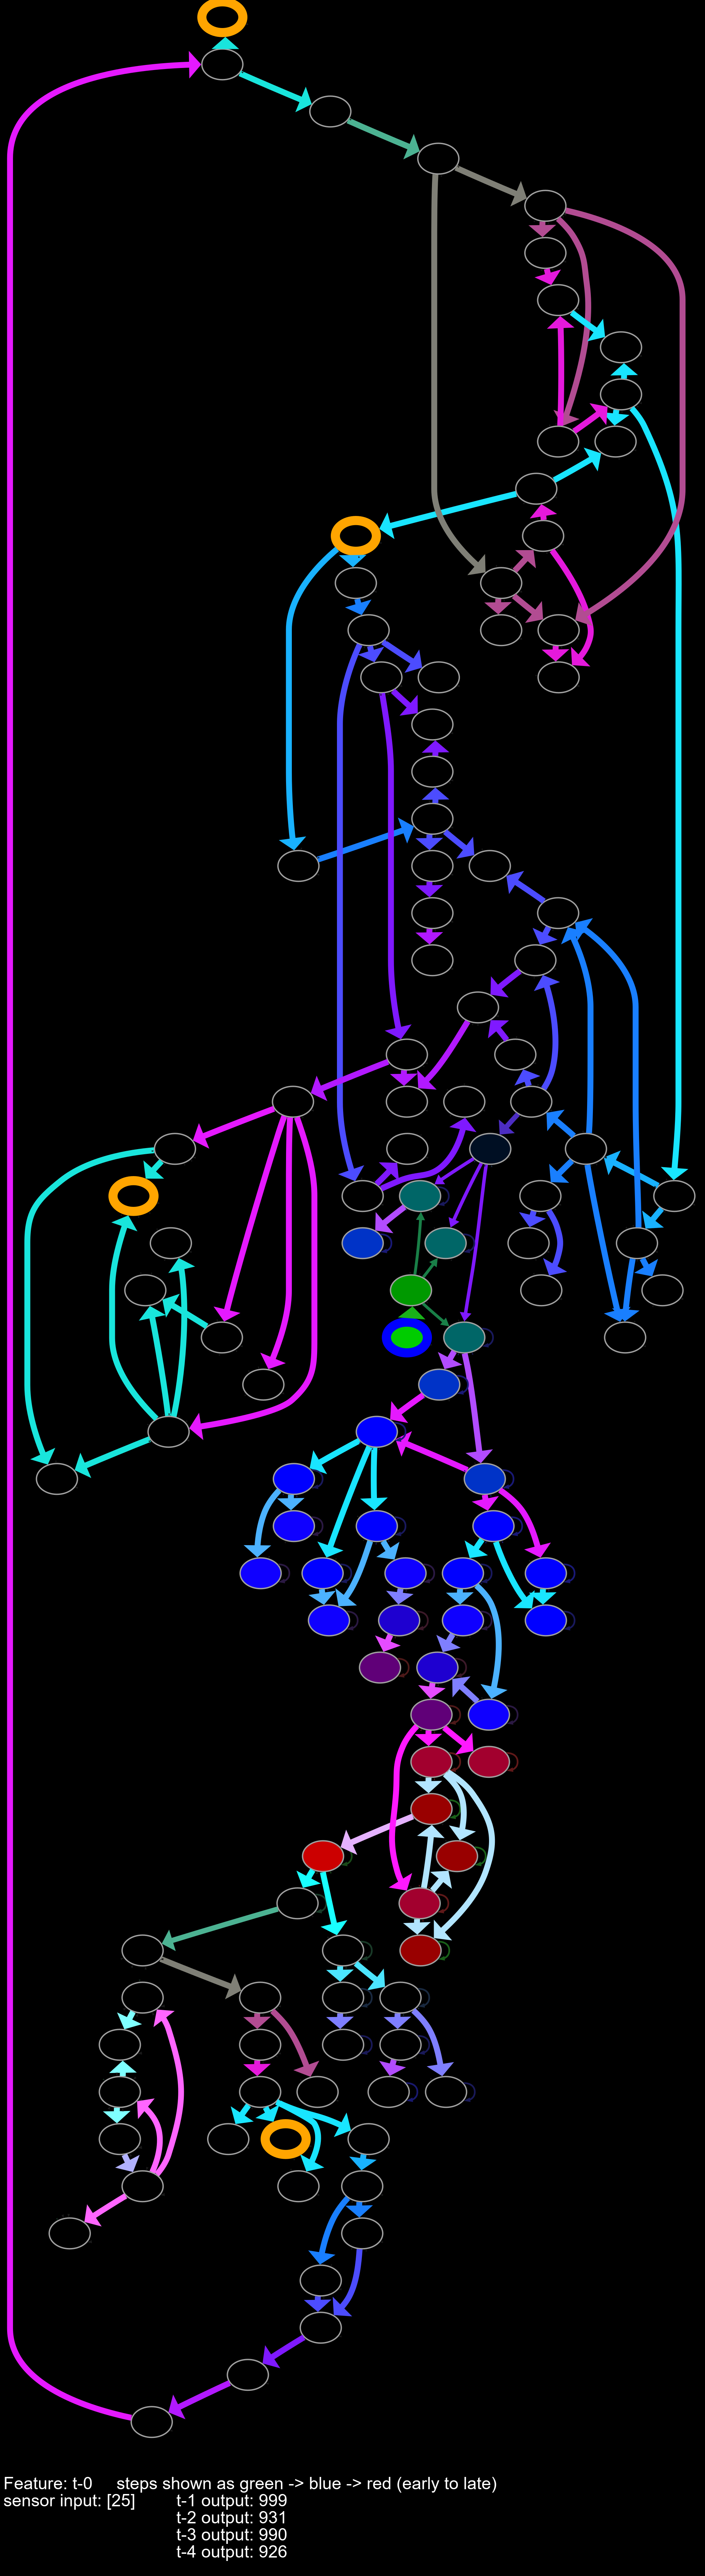 Feature: t-0 steps shown as green -> blue -> red (early to late)
sensor input: [25] t-1 output: 999
t-2 output: 931
t-3 output: 990
t-4 output: 926